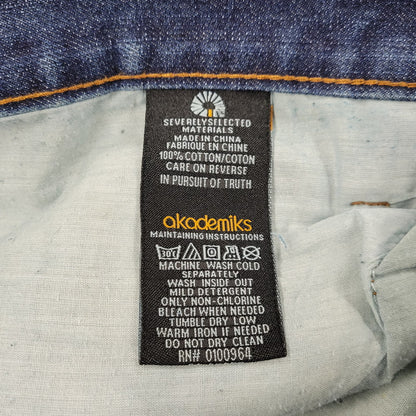 SEVERELYSELECTED
MATERIALS
MADE IN CHINA
FABRIQUE EN CHINE
100% COTTON/COTON
CARE ON REVERSE
IN PURSUIT OF TRUTH
akademiks
MAINTAINING INSTRUCTIONS
30°
MACHINE WASH COLD
SEPARATELY
WASH INSIDE OUT
MILD DETERGENT
ONLY NON-CHLORINE
BLEACH WHEN NEEDED
TUMBLE DRY LOW
WARM IRON IF NEEDED
DO NOT DRY CLEAN
RN# 0100964